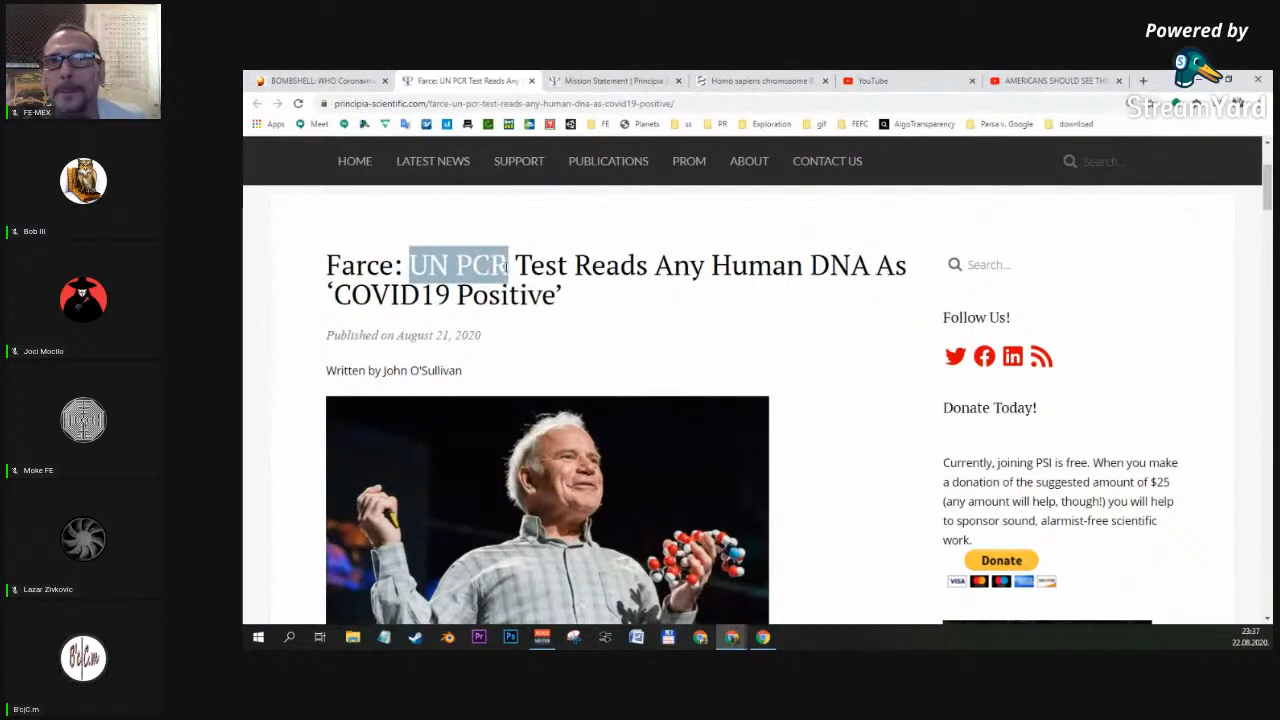 Powered by
StreamYard
FE-MEX
Bob III
Joci Mocilo
Moke FE
Lazar Zivkovic
B'c|C.m
B'c|C.m
BOMBSHELL: WHO Coronaviru
Farce: UN PCR Test Reads Any
Mission Statement | Principia
Homo sapiens chromosome 8
YouTube
AMERICANS SHOULD SEE TH
principia-scientific.com/farce-un-pcr-test-reads-any-human-dna-as-covid19-positive/
Apps
Meet
FE
Planets
ss
PR
Exploration
gif
FEFC
AlgoTransparency
Parsa v. Google
download
HOME
LATEST NEWS
SUPPORT
PUBLICATIONS
PROM
ABOUT
CONTACT US
Search...
Farce: UN PCR Test Reads Any Human DNA As
‘COVID19 Positive’
Published on August 21, 2020
Written by John O'Sullivan
Search...
Follow Us!
Donate Today!
Currently, joining PSI is free. When you make
a donation of the suggested amount of $25
(any amount will help, though!) you will help
to sponsor sound, alarmist-free scientific
work.
Donate
VISA
23:37
22.08.2020.